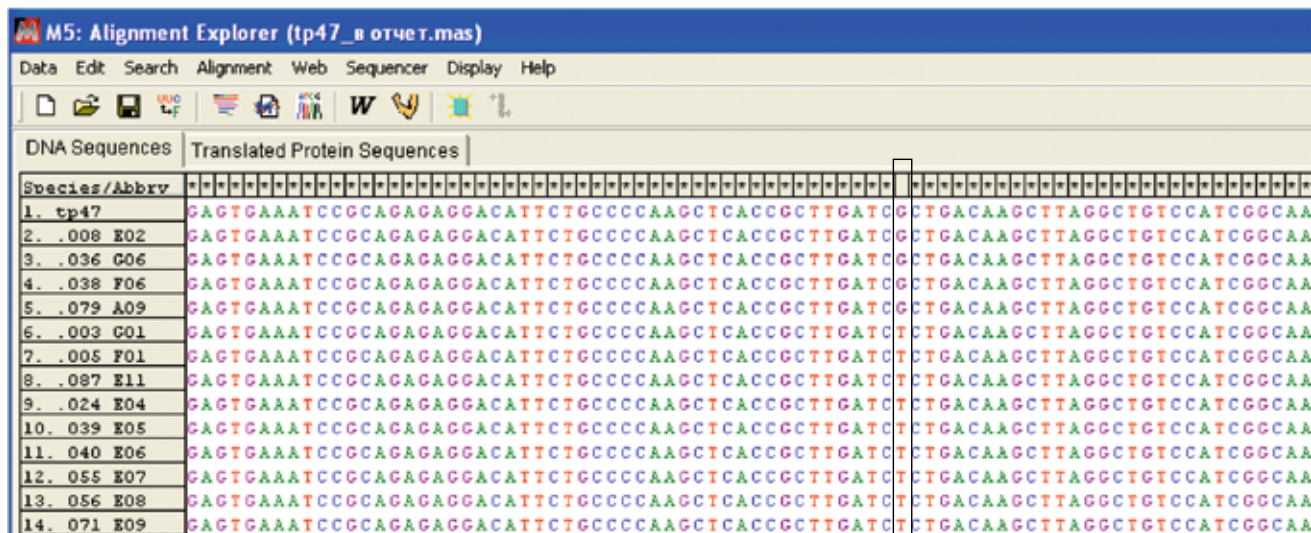 M5: Alignment Explorer (tp47_в отчет.mas)
Data Edit Search Alignment Web Sequencer Display Help
UUC F W
DNA Sequences Translated Protein Sequences
Species/Abbrv ************************************************* ****************************
1. tp47 GAGTGAAATCCGCAGAGAGGACATTCTGCCCCAAGCTCACCGCTTGATCGCTGACAAGCTTAGGCTGTCCATCGGCAA
2. .008 E02 GAGTGAAATCCGCAGAGAGGACATTCTGCCCCAAGCTCACCGCTTGATCGCTGACAAGCTTAGGCTGTCCATCGGCAA
3. .036 G06 GAGTGAAATCCGCAGAGAGGACATTCTGCCCCAAGCTCACCGCTTGATCGCTGACAAGCTTAGGCTGTCCATCGGCAA
4. .038 F06 GAGTGAAATCCGCAGAGAGGACATTCTGCCCCAAGCTCACCGCTTGATCGCTGACAAGCTTAGGCTGTCCATCGGCAA
5. .079 A09 GAGTGAAATCCGCAGAGAGGACATTCTGCCCCAAGCTCACCGCTTGATCGCTGACAAGCTTAGGCTGTCCATCGGCAA
6. .003 G01 GAGTGAAATCCGCAGAGAGGACATTCTGCCCCAAGCTCACCGCTTGATCTCTGACAAGCTTAGGCTGTCCATCGGCAA
7. .005 F01 GAGTGAAATCCGCAGAGAGGACATTCTGCCCCAAGCTCACCGCTTGATCTCTGACAAGCTTAGGCTGTCCATCGGCAA
8. .087 E11 GAGTGAAATCCGCAGAGAGGACATTCTGCCCCAAGCTCACCGCTTGATCTCTGACAAGCTTAGGCTGTCCATCGGCAA
9. .024 E04 GAGTGAAATCCGCAGAGAGGACATTCTGCCCCAAGCTCACCGCTTGATCTCTGACAAGCTTAGGCTGTCCATCGGCAA
10. 039 E05 GAGTGAAATCCGCAGAGAGGACATTCTGCCCCAAGCTCACCGCTTGATCTCTGACAAGCTTAGGCTGTCCATCGGCAA
11. 040 E06 GAGTGAAATCCGCAGAGAGGACATTCTGCCCCAAGCTCACCGCTTGATCTCTGACAAGCTTAGGCTGTCCATCGGCAA
12. 055 E07 GAGTGAAATCCGCAGAGAGGACATTCTGCCCCAAGCTCACCGCTTGATCTCTGACAAGCTTAGGCTGTCCATCGGCAA
13. 056 E08 GAGTGAAATCCGCAGAGAGGACATTCTGCCCCAAGCTCACCGCTTGATCTCTGACAAGCTTAGGCTGTCCATCGGCAA
14. 071 E09 GAGTGAAATCCGCAGAGAGGACATTCTGCCCCAAGCTCACCGCTTGATCTCTGACAAGCTTAGGCTGTCCATCGGCAA